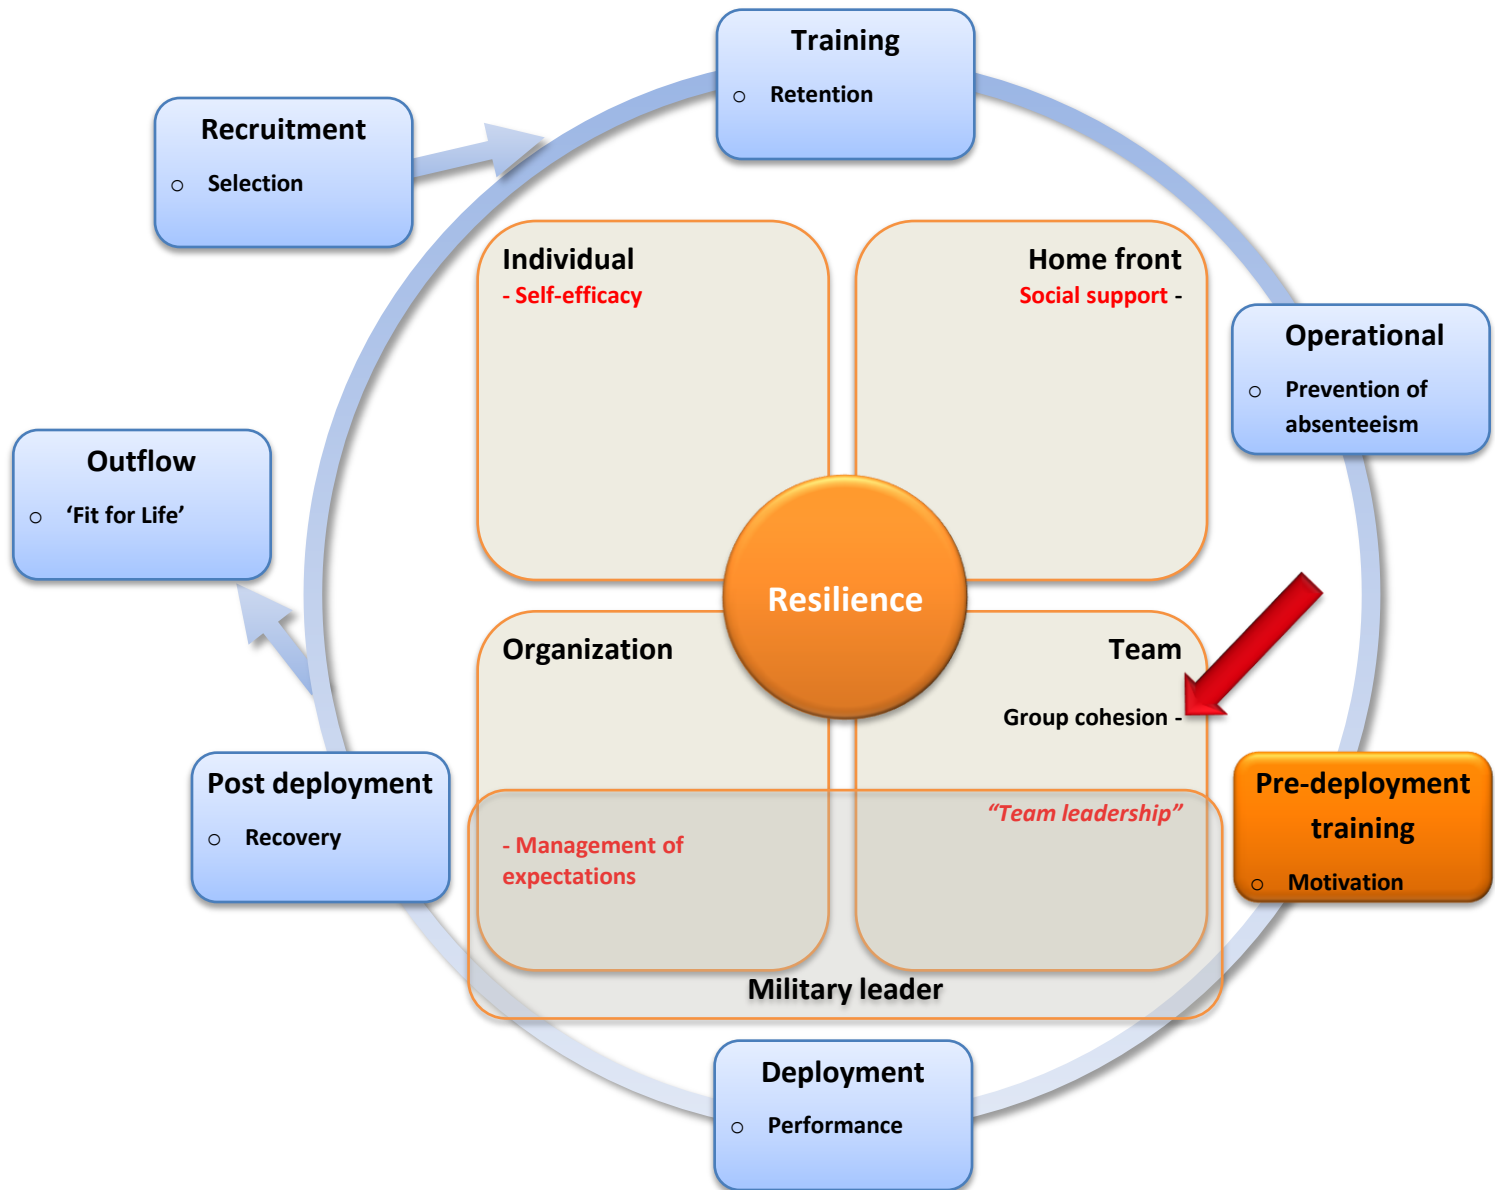 Training
o Retention
Recruitment
o Selection
Individual
- Self-efficacy
Home front
Social support -
Operational
o Prevention of
absenteeism
Outflow
o ‘Fit for Life’
Resilience
Organization
Team
Group cohesion -
Post deployment
o Recovery
Pre-deployment
training
o Motivation
“Team leadership”
- Management of
expectations
Military leader
Deployment
o Performance